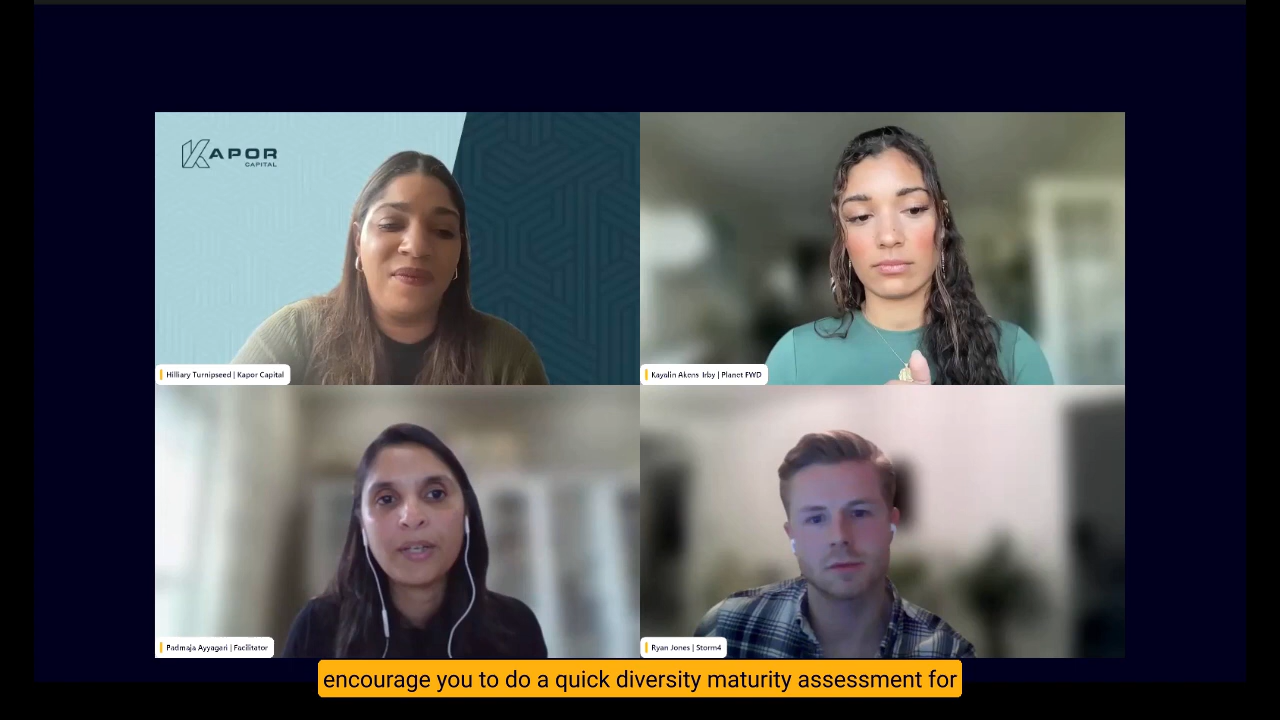 KAPOR
CAPITAL
Hilliary Turnipseed | Kapor Capital
Kayalin Akens-Irby | Planet FWD
Padmaja Ayyagari | Facilitator
Ryan Jones | Storm4
encourage you to do a quick diversity maturity assessment for